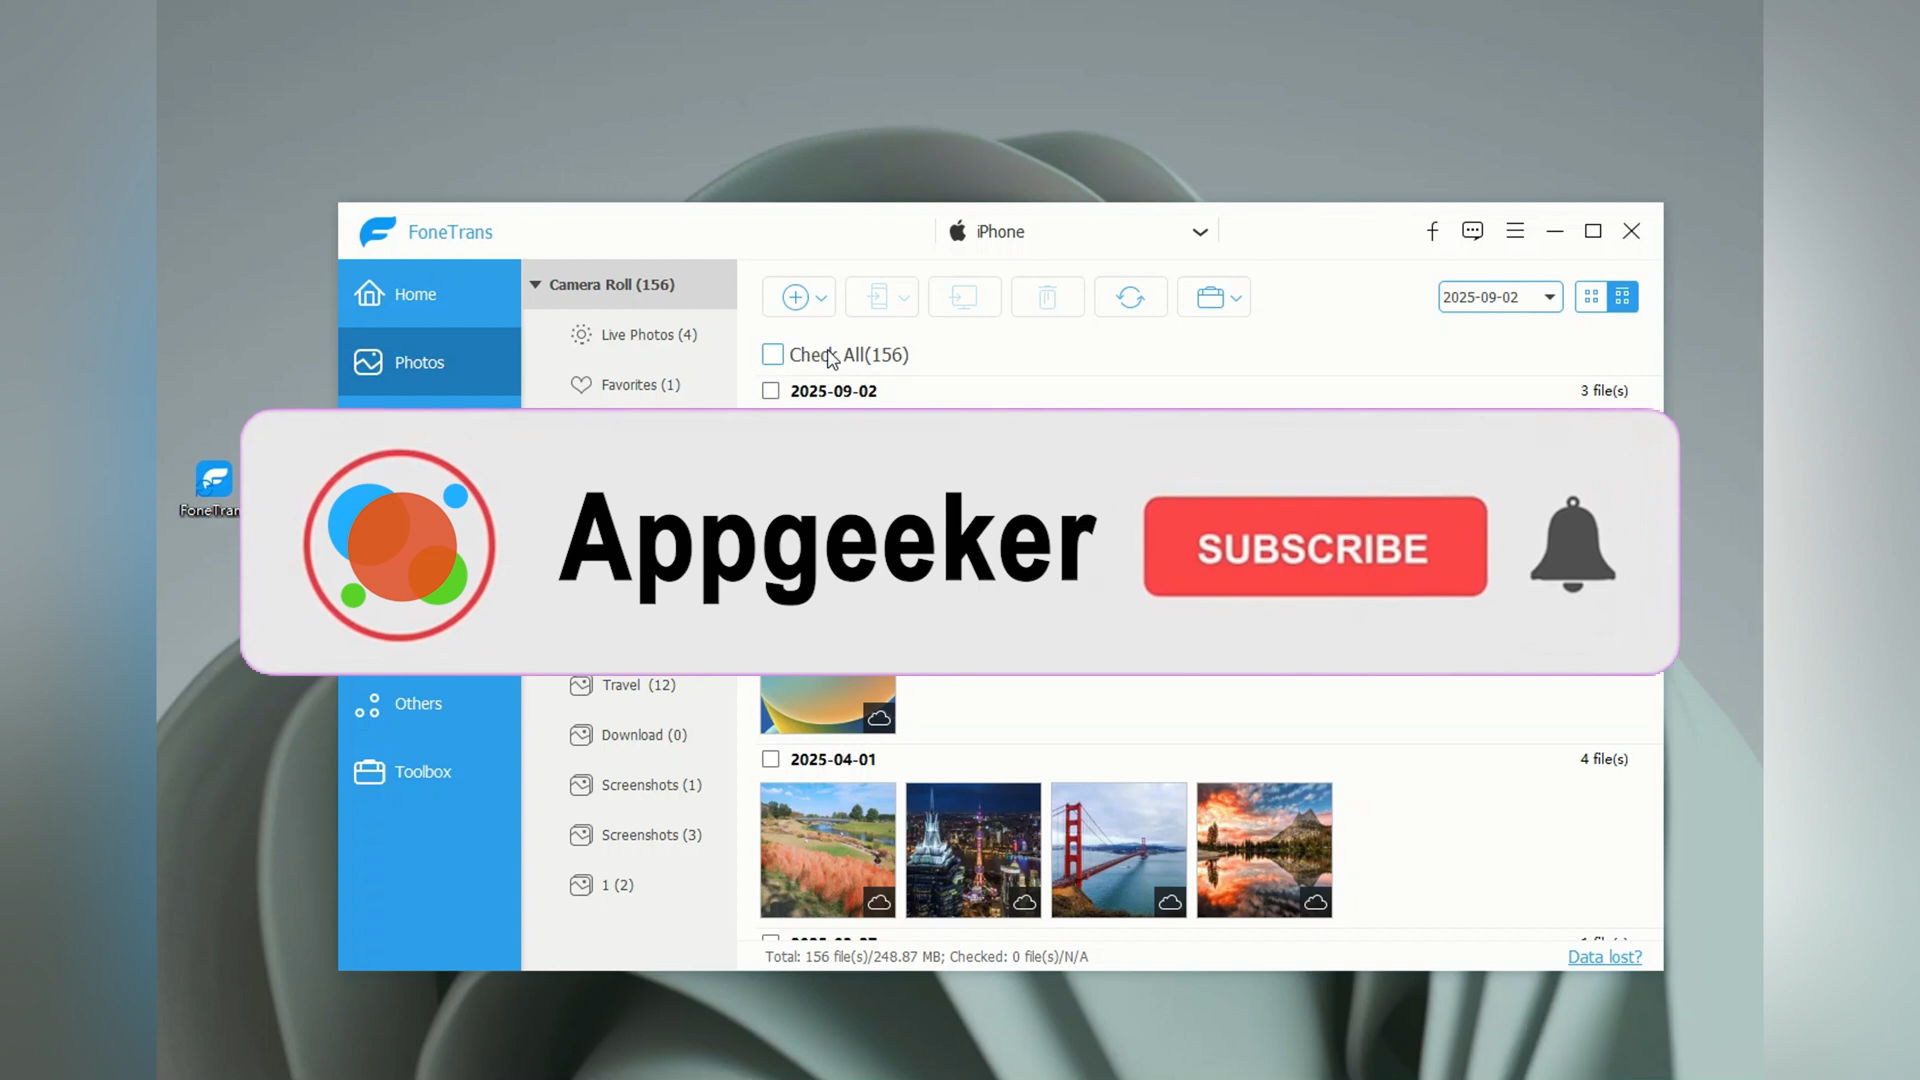 FoneTrans
iPhone
f
Home
Camera Roll (156)
2025-09-02
Live Photos (4)
Photos
Check All(156)
Favorites (1)
2025-09-02
3 file(s)
FoneTran
Appgeeker
SUBSCRIBE
Travel (12)
Others
Download (0)
2025-04-01
4 file(s)
Toolbox
Screenshots (1)
Screenshots (3)
1 (2)
Total: 156 file(s)/248.87 MB; Checked: 0 file(s)/N/A
Data lost?